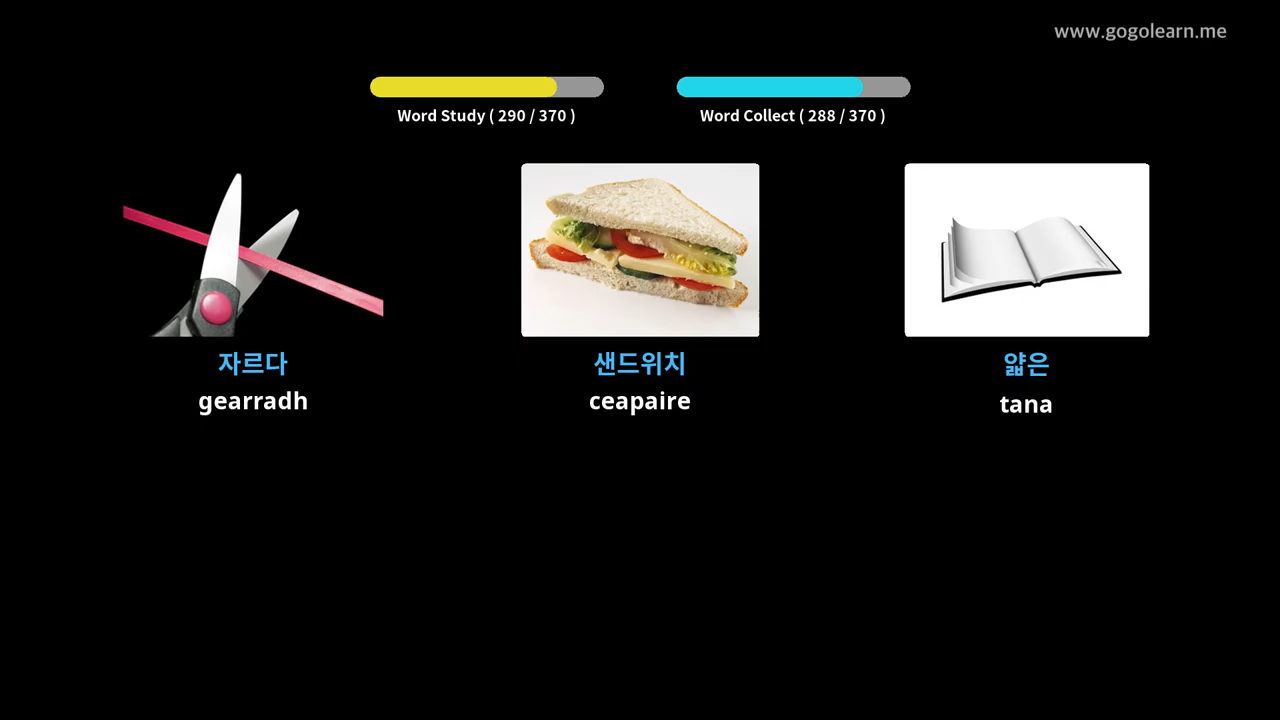 www.gogolearn.me
Word Study ( 290 / 370 )
Word Collect ( 288 / 370 )
자르다
gearradh
샌드위치
ceapaire
얇은
tana